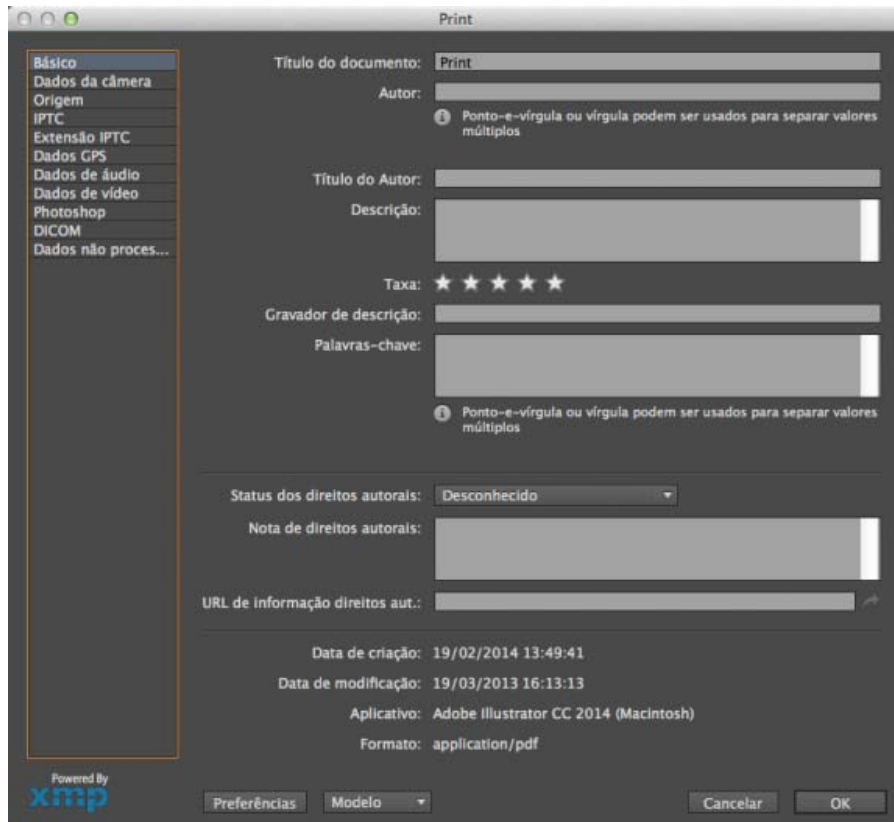 Print
Básico
Dados da câmera
Origem
IPTC
Extensão IPTC
Dados GPS
Dados de áudio
Dados de vídeo
Photoshop
DICOM
Dados não proces...
Título do documento: Print
Autor:
Ponto-e-vírgula ou vírgula podem ser usados para separar valores
múltiplos
Título do Autor:
Descrição:
Taxa:
Gravador de descrição:
Palavras-chave:
Ponto-e-vírgula ou vírgula podem ser usados para separar valores
múltiplos
Status dos direitos autorais: Desconhecido
Nota de direitos autorais:
URL de informação direitos aut.:
Data de criação: 19/02/2014 13:49:41
Data de modificação: 19/03/2013 16:13:13
Aplicativo: Adobe Illustrator CC 2014 (Macintosh)
Formato: application/pdf
Powered By
xmp
Preferências Modelo Cancelar OK